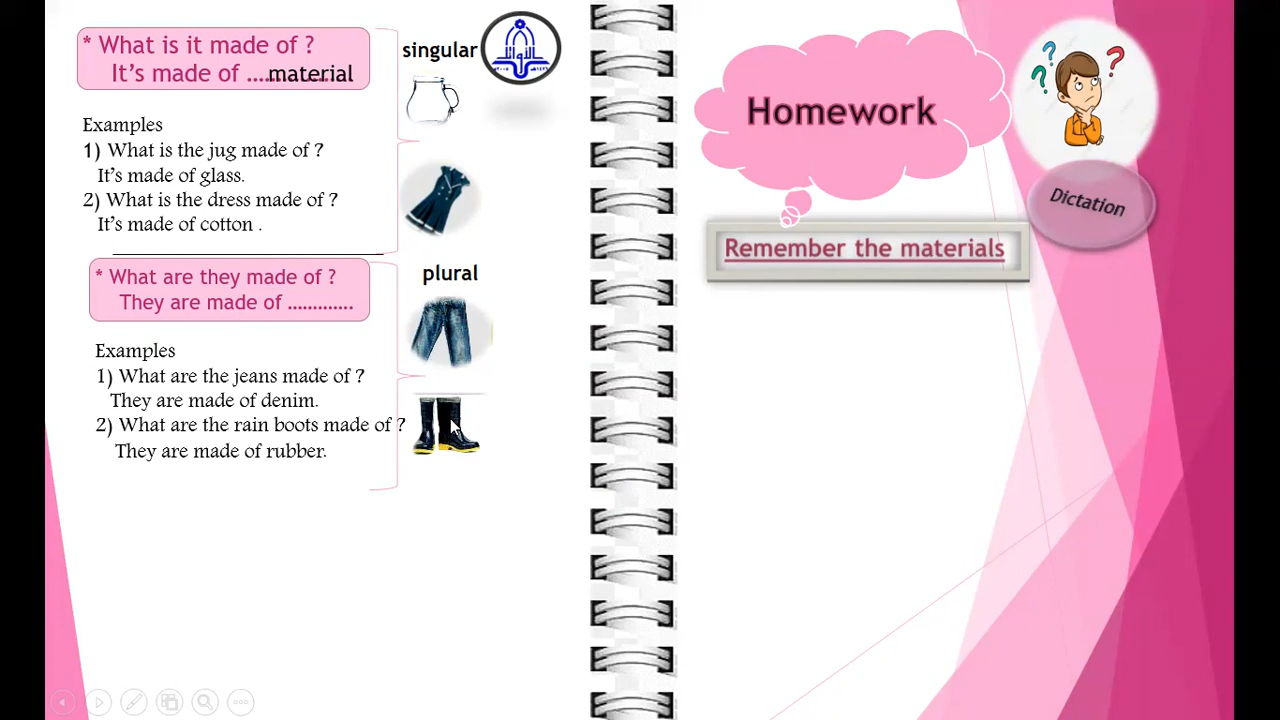 * What is it made of ?
It's made of ....material
singular
Examples
1) What is the jug made of ?
It's made of glass.
2) What is the dress made of ?
It's made of cotton .
* What are they made of ?
They are made of .............
plural
Examples
1) What are the jeans made of ?
They are made of denim.
2) What are the rain boots made of ?
They are made of rubber.
Homework
Dictation
Remember the materials